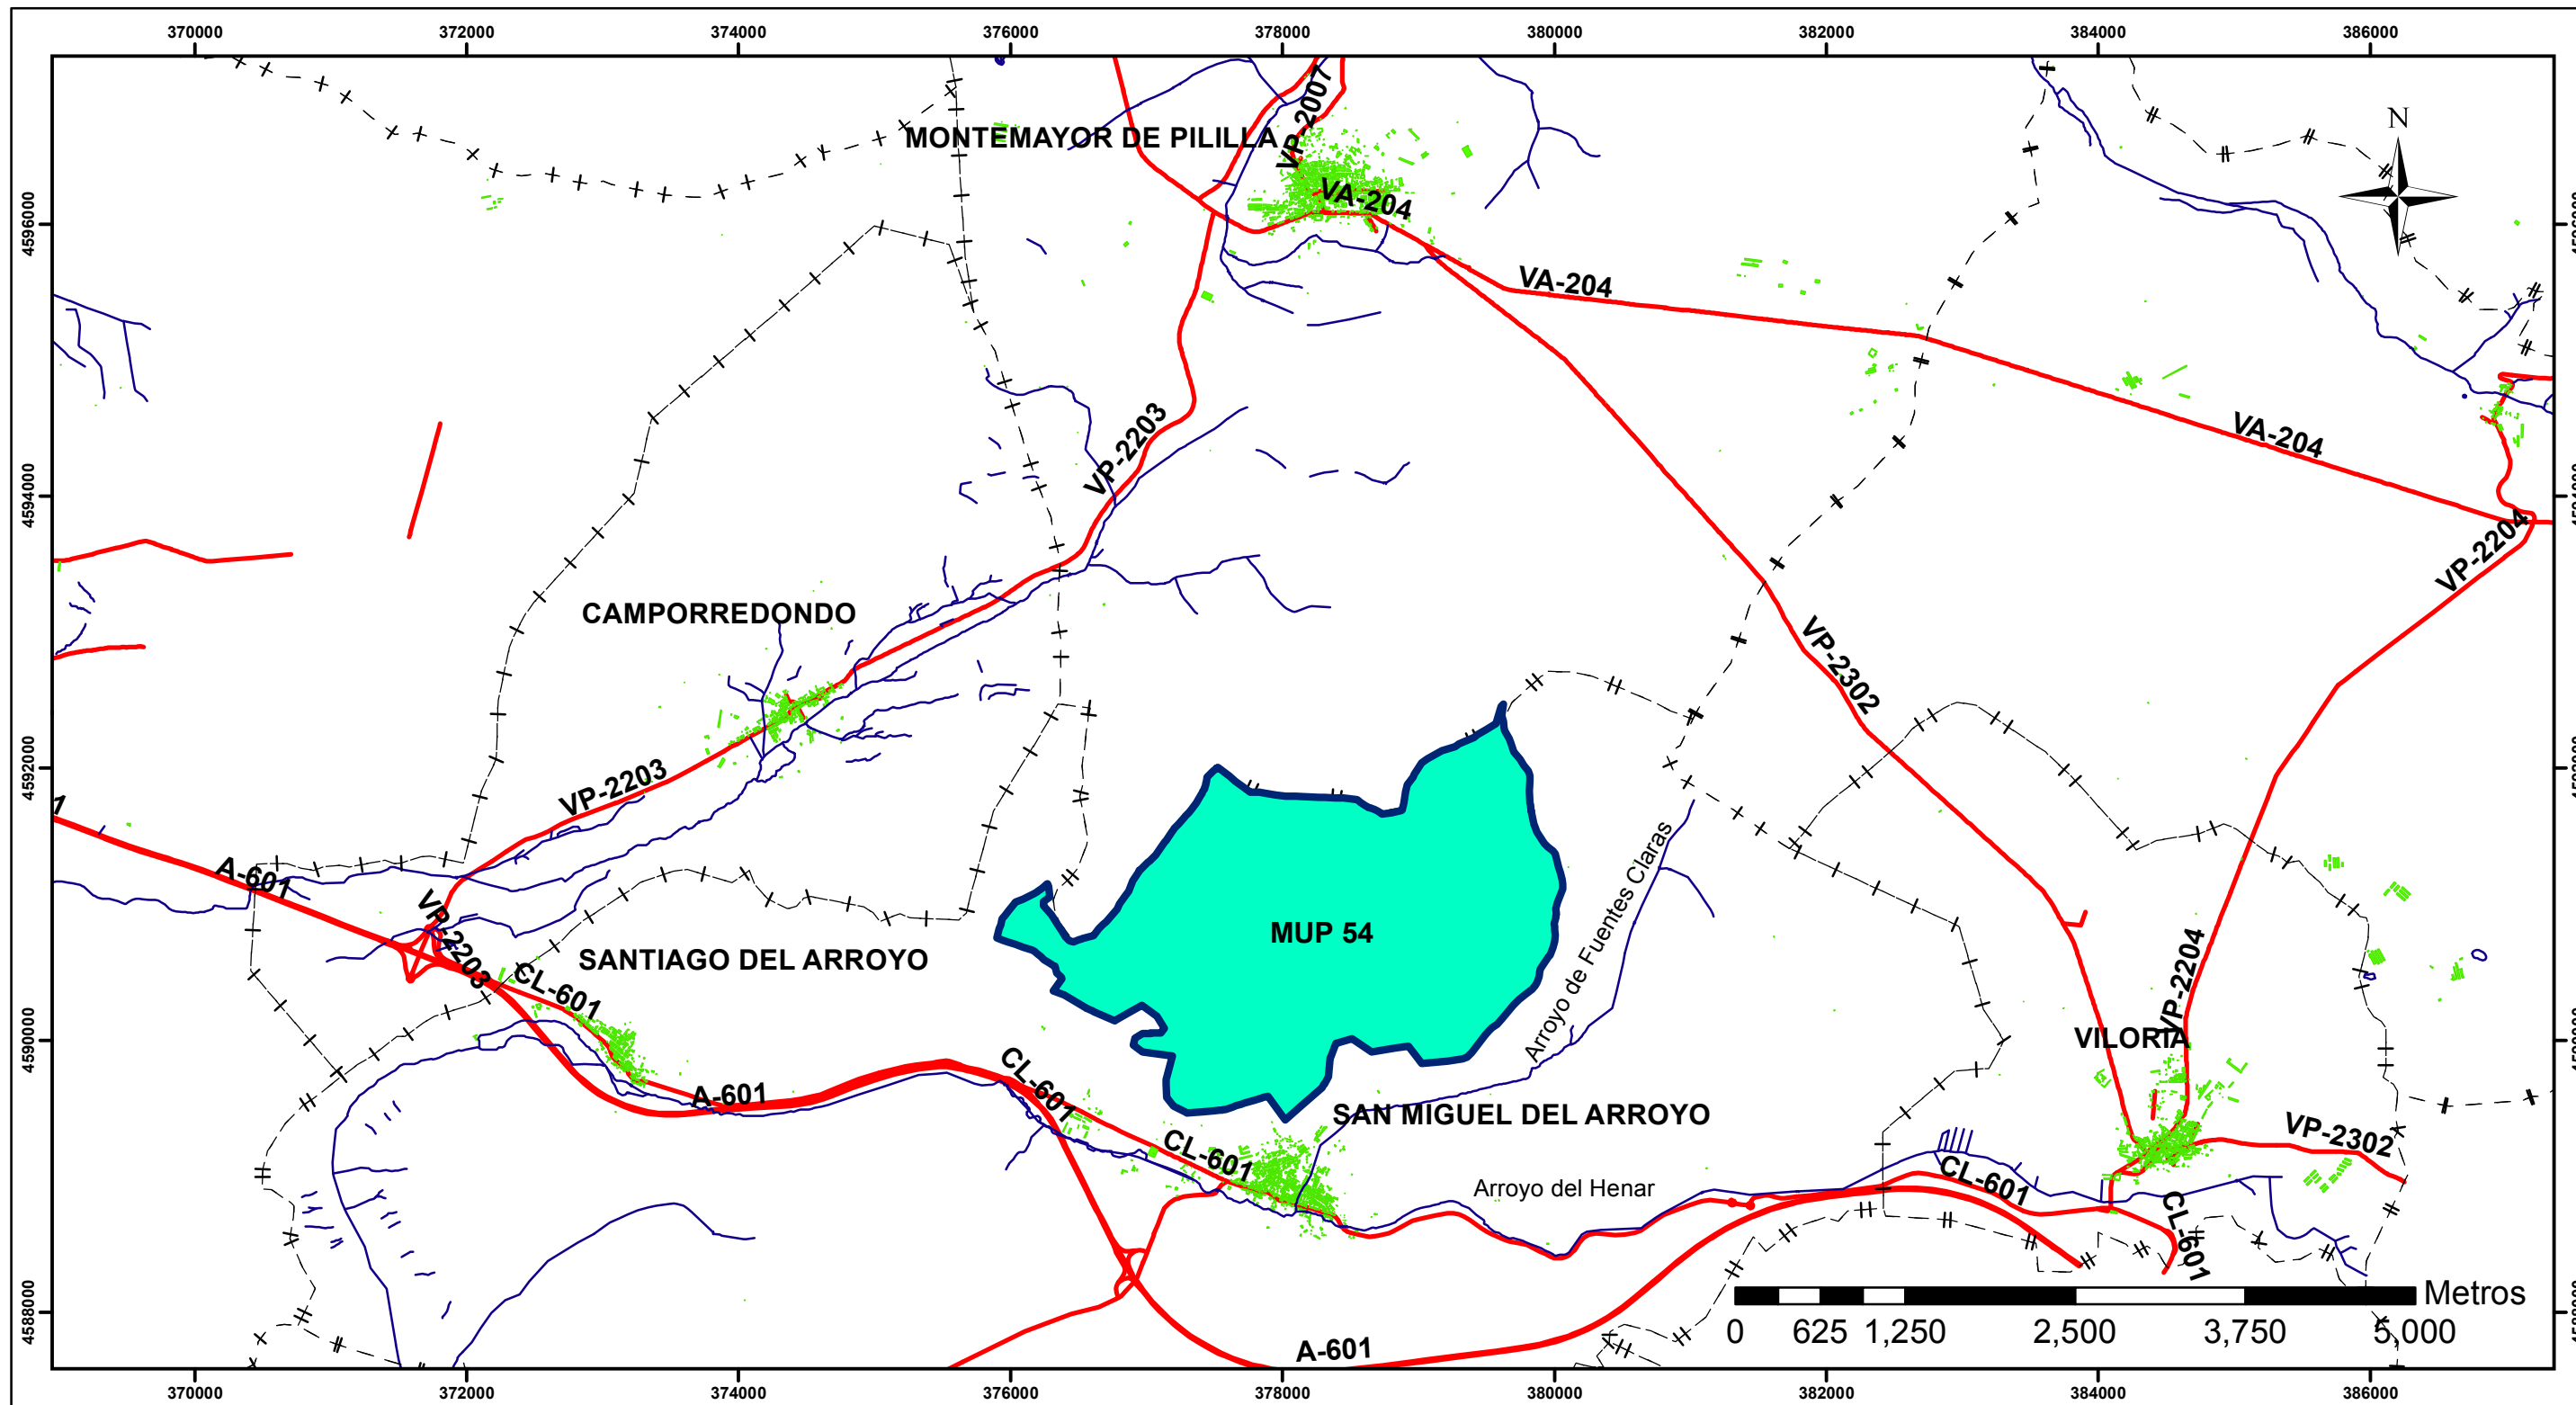 370000 372000 374000 376000 378000 380000 382000 384000 386000
N
MONTEMAYOR DE PILILLA
VP-2007
VA-204
4596000
VA-204
VP-2203
VA-204
4594000
VP-2204
CAMPORREDONDO
VP-2302
4592000
VP-2203
A-601
VP-2203
Arroyo de Fuentes Claras
MUP 54
SANTIAGO DEL ARROYO
CL-601
VP-2204
VILORIA
4590000
A-601
CL-601
SAN MIGUEL DEL ARROYO
CL-601
VP-2302
Arroyo del Henar
CL-601
CL-601
4588000
Metros
0 625 1,250 2,500 3,750 5,000
A-601
370000 372000 374000 376000 378000 380000 382000 384000 386000